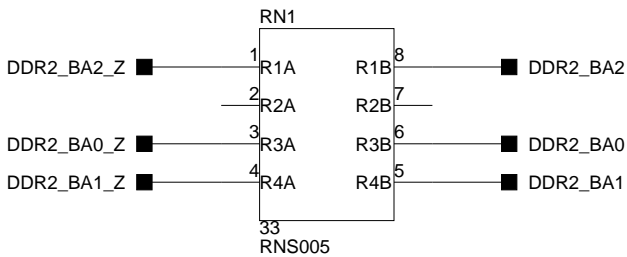 RN1
DDR2_BA2_Z 1 R1A R1B 8 DDR2_BA2
2 R2A R2B 7
DDR2_BA0_Z 3 R3A R3B 6 DDR2_BA0
DDR2_BA1_Z 4 R4A R4B 5 DDR2_BA1
33
RNS005